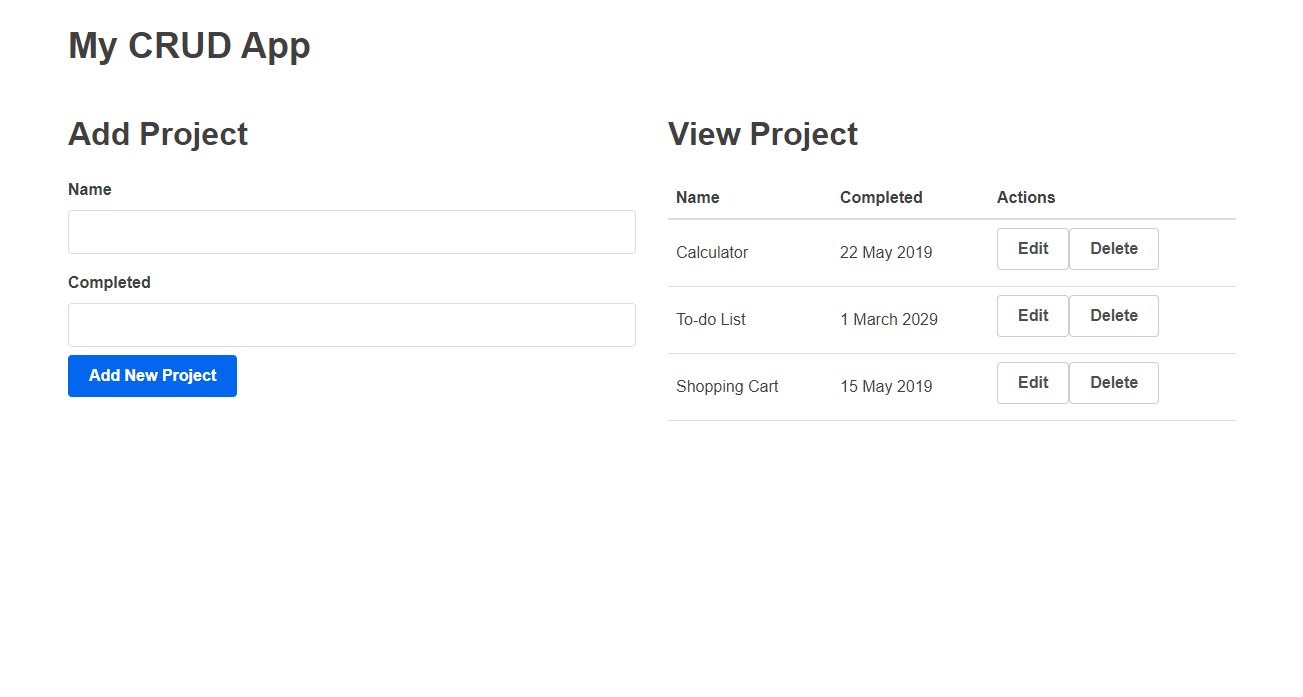 My CRUD App
Add Project
Name
Completed
Add New Project
View Project
Name Completed Actions
Calculator 22 May 2019 Edit Delete
To-do List 1 March 2029 Edit Delete
Shopping Cart 15 May 2019 Edit Delete